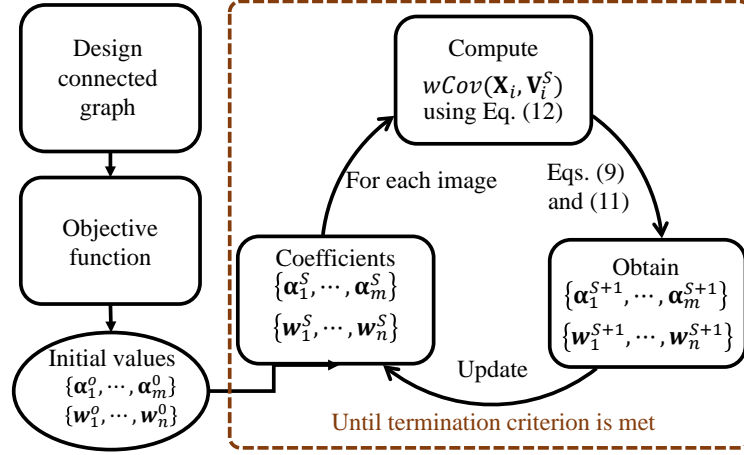 Design
connected
graph
Objective
function
Initial values
{α₁ᵒ, ⋯, αₘ⁰}
{w₁ᵒ, ⋯, wₙ⁰}
Compute
wCov(Xᵢ, Vᵢˢ)
using Eq. (12)
For each image
Eqs. (9)
and (11)
Coefficients
{α₁ˢ, ⋯, αₘˢ}
{w₁ˢ, ⋯, wₙˢ}
Obtain
{α₁ˢ⁺¹, ⋯, αₘˢ⁺¹}
{w₁ˢ⁺¹, ⋯, wₙˢ⁺¹}
Update
Until termination criterion is met